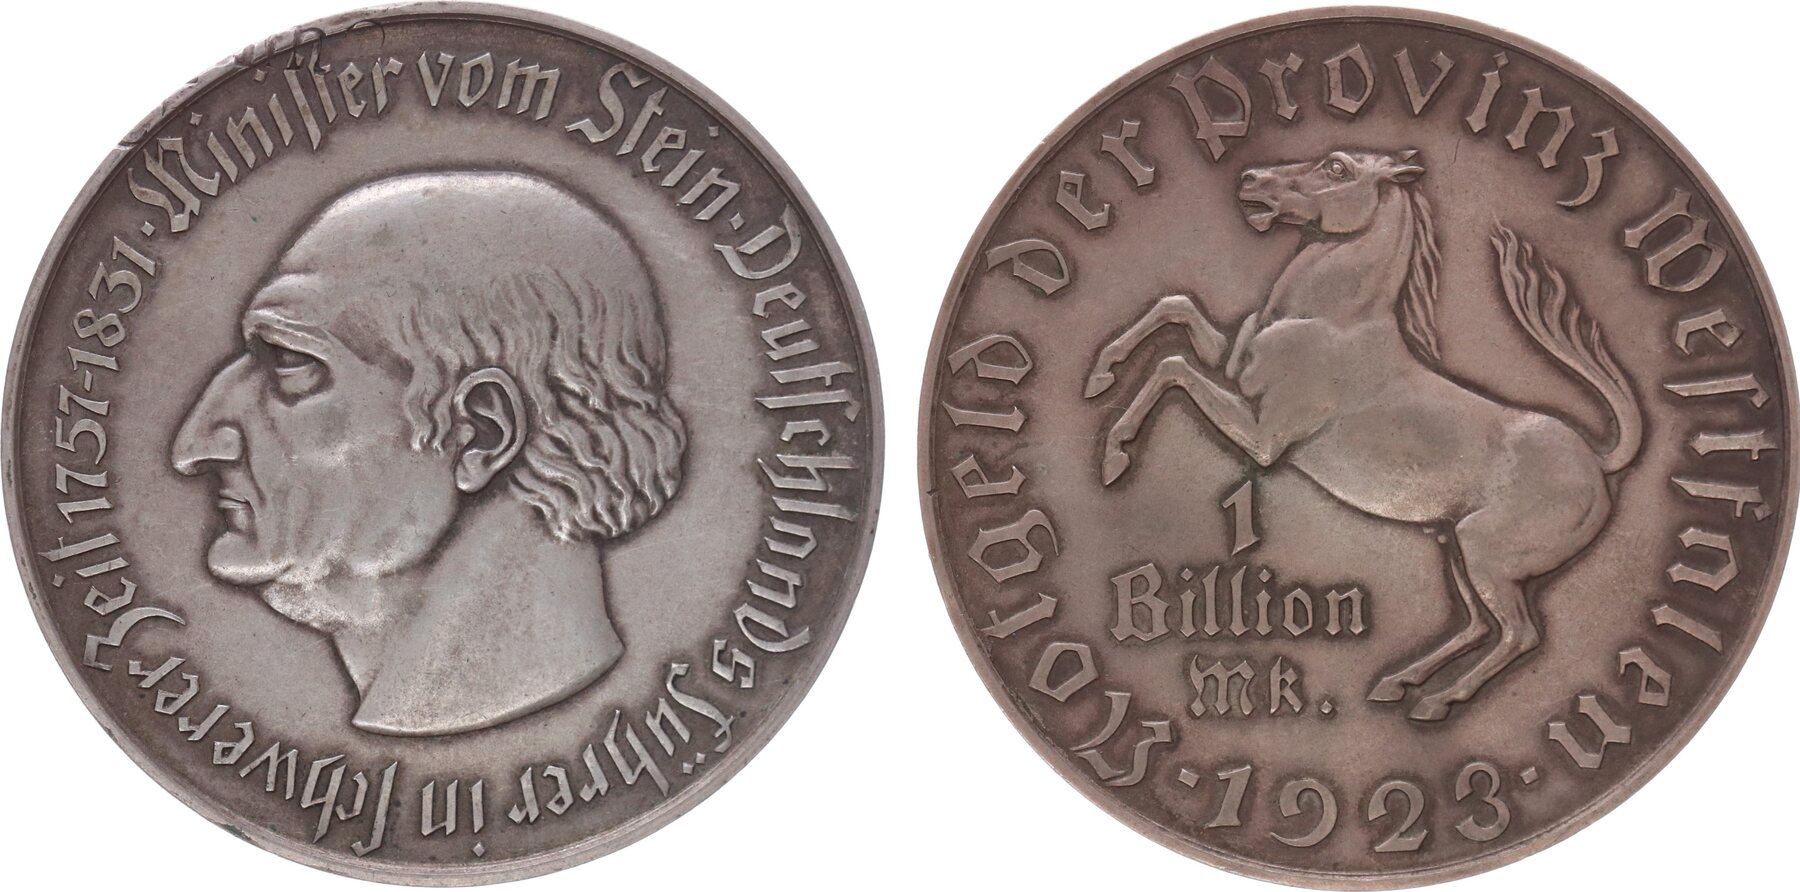 Minister vom Stein · Deutschlands Führer in schwerer Zeit 1757-1831 ·
Notgeld der Provinz Westfalen
1
Billion
Mk.
· 1923 ·